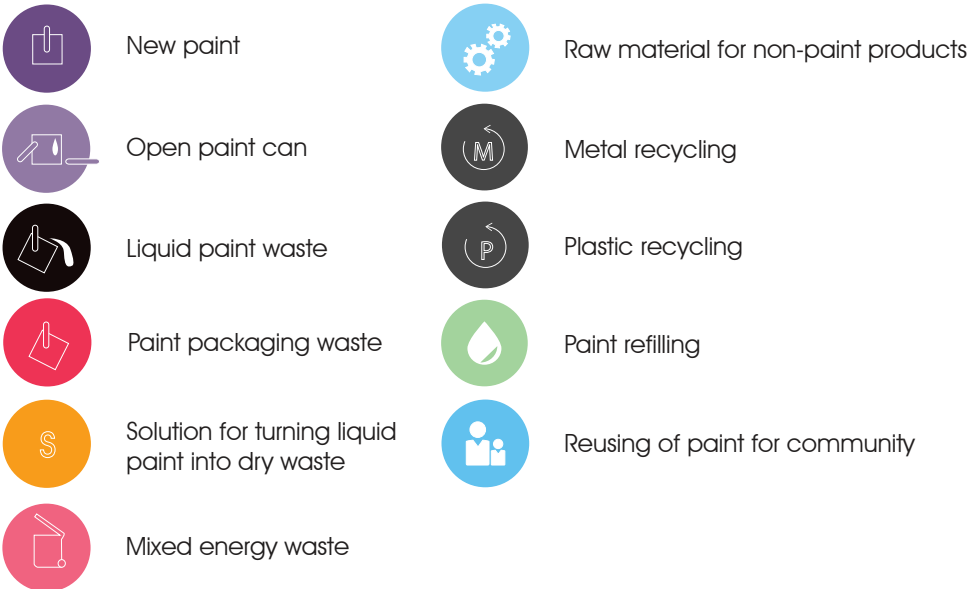 New paint
Open paint can
Liquid paint waste
Paint packaging waste
S
Solution for turning liquid
paint into dry waste
Mixed energy waste
Raw material for non-paint products
M
Metal recycling
P
Plastic recycling
Paint refilling
Reusing of paint for community